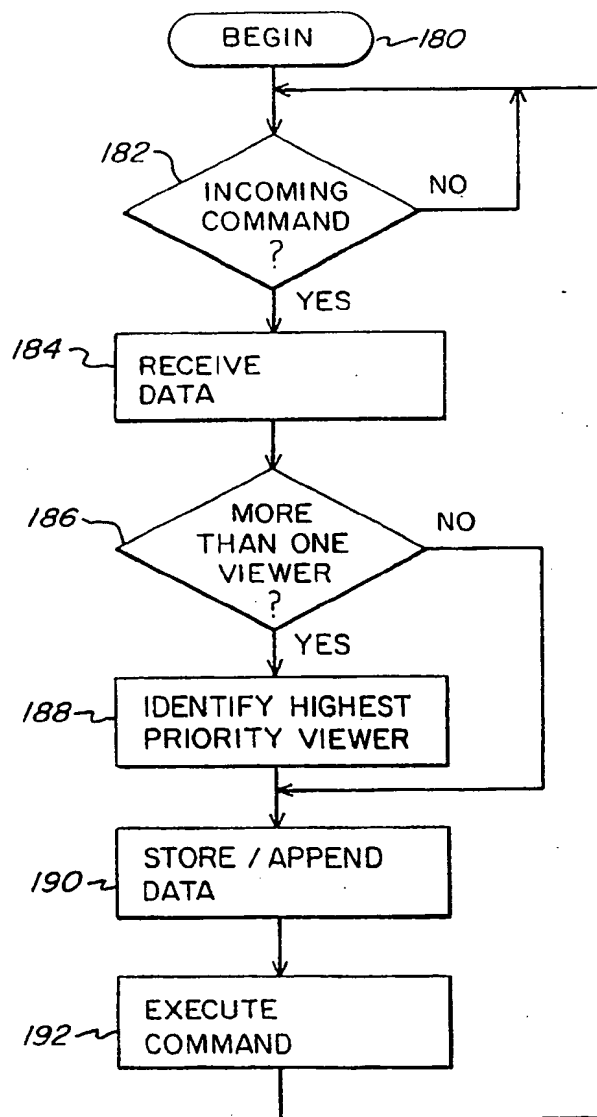 BEGIN
180
182
INCOMING
COMMAND
?
NO
YES
184
RECEIVE
DATA
186
MORE
THAN ONE
VIEWER
?
NO
YES
188
IDENTIFY HIGHEST
PRIORITY VIEWER
190
STORE / APPEND
DATA
192
EXECUTE
COMMAND